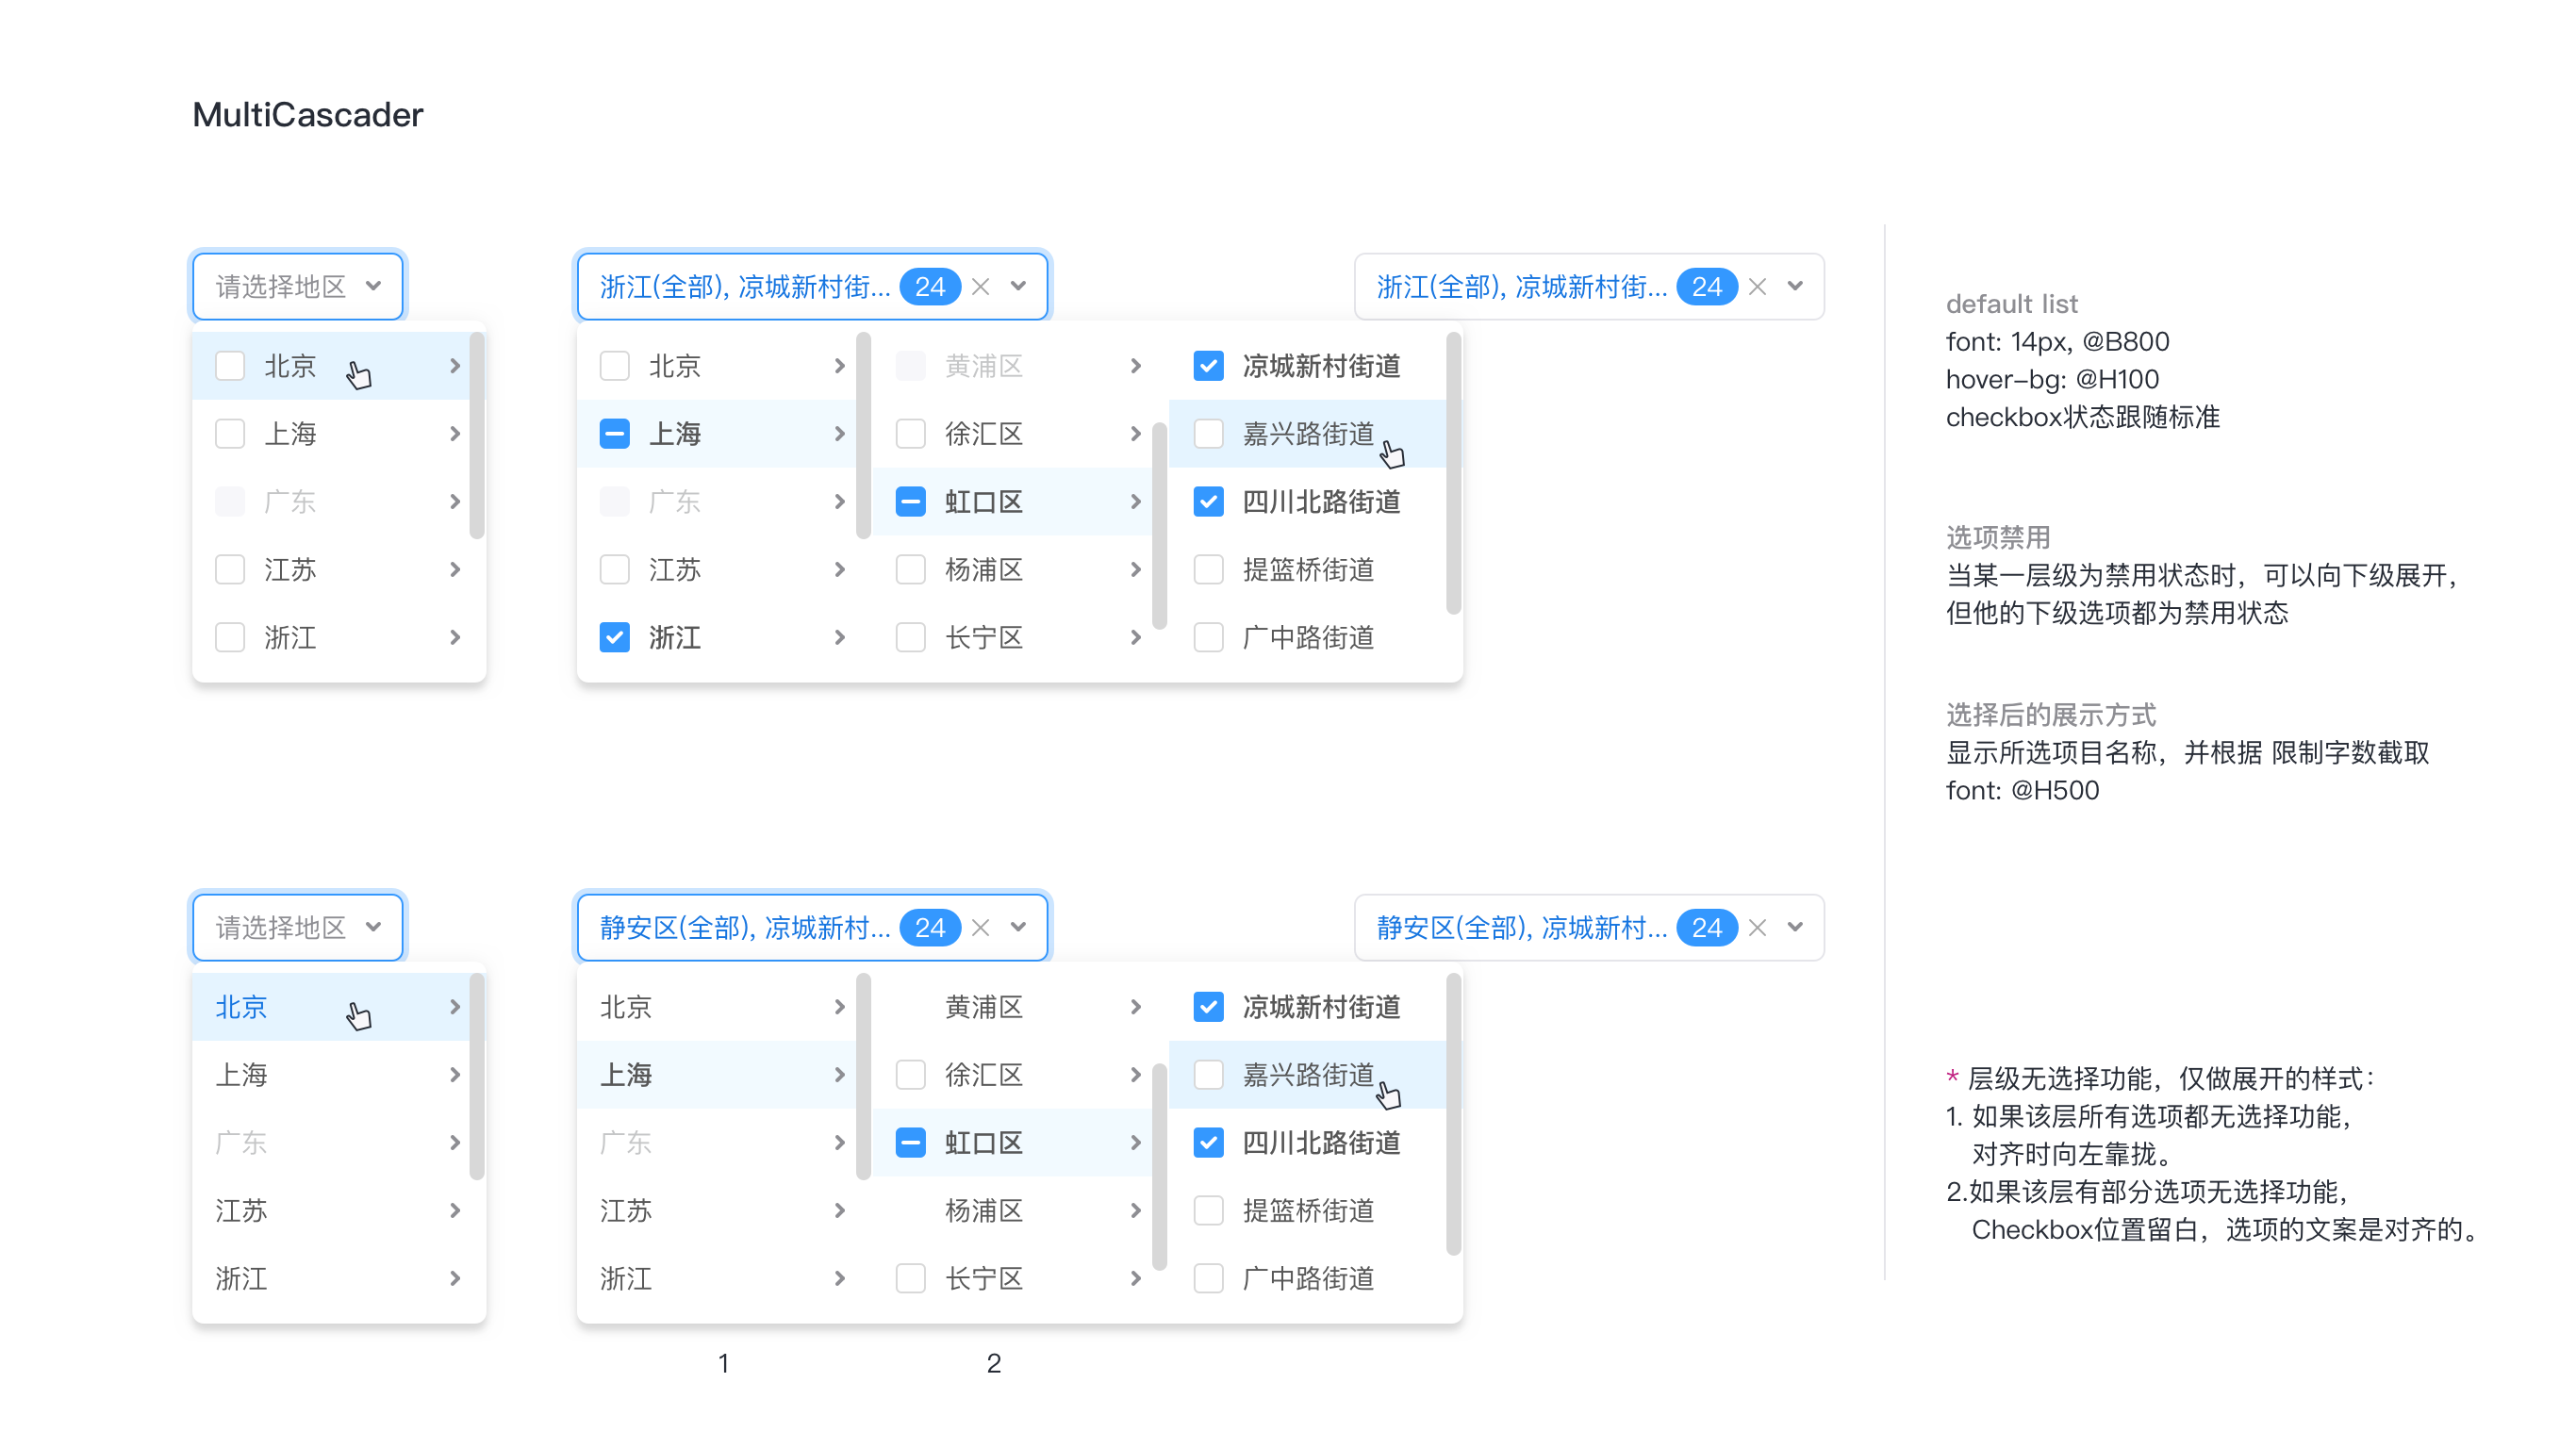 MultiCascader
请选择地区
北京
上海
广东
江苏
浙江
浙江(全部), 凉城新村街... 24
北京
上海
广东
江苏
浙江
黄浦区
徐汇区
虹口区
杨浦区
长宁区
凉城新村街道
嘉兴路街道
四川北路街道
提篮桥街道
广中路街道
浙江(全部), 凉城新村街... 24
请选择地区
北京
上海
广东
江苏
浙江
静安区(全部), 凉城新村... 24
北京
上海
广东
江苏
浙江
黄浦区
徐汇区
虹口区
杨浦区
长宁区
凉城新村街道
嘉兴路街道
四川北路街道
提篮桥街道
广中路街道
1
2
静安区(全部), 凉城新村... 24
default list
font: 14px, @B800
hover-bg: @H100
checkbox状态跟随标准
选项禁用
当某一层级为禁用状态时，可以向下级展开，
但他的下级选项都为禁用状态
选择后的展示方式
显示所选项目名称，并根据 限制字数截取
font: @H500
* 层级无选择功能，仅做展开的样式：
1. 如果该层所有选项都无选择功能，
对齐时向左靠拢。
2.如果该层有部分选项无选择功能，
Checkbox位置留白，选项的文案是对齐的。